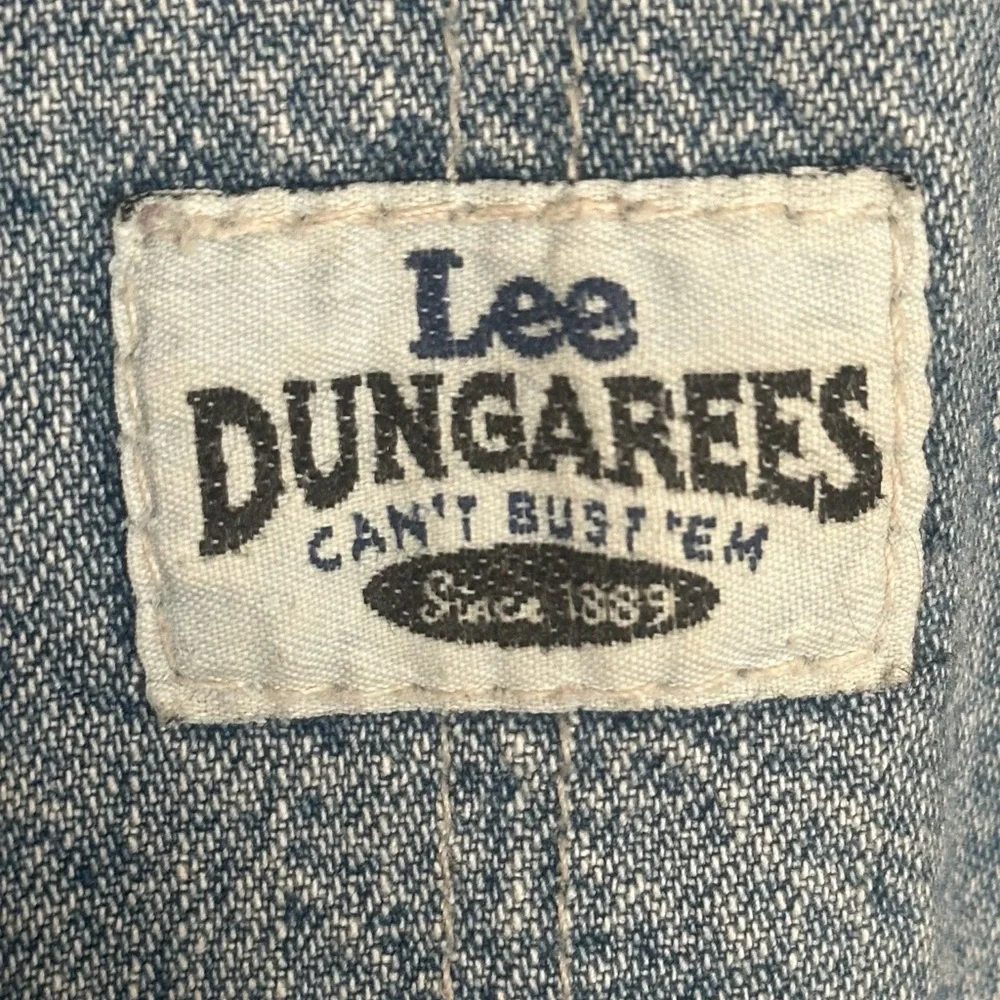 Lee
DUNGAREES
CAN'T BUST 'EM
Since 1889